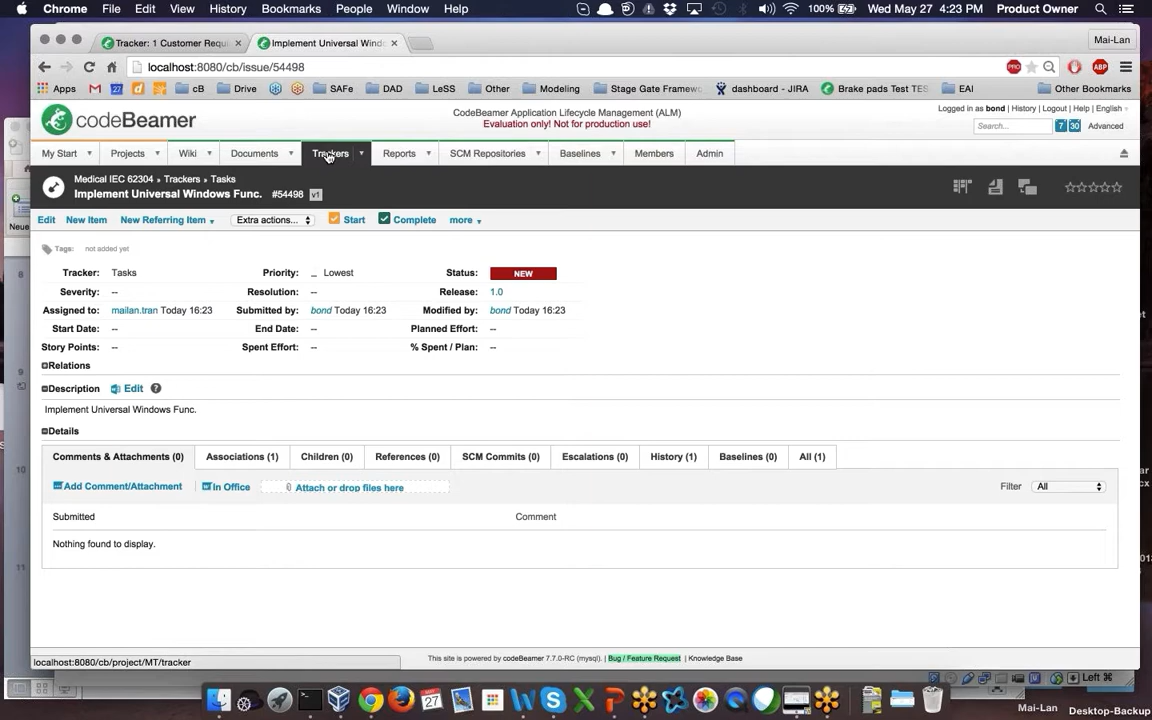 Chrome File Edit View History Bookmarks People Window Help 100% Wed May 27 4:23 PM Product Owner
Tracker: 1 Customer Requi Implement Universal Windo Mai-Lan
localhost:8080/cb/issue/54498
Apps cB Drive SAFe DAD LeSS Other Modeling Stage Gate Framew dashboard - JIRA Brake pads Test TES EAI Other Bookmarks
codeBeamer
CodeBeamer Application Lifecycle Management (ALM)
Evaluation only! Not for production use!
Logged in as bond | History | Logout | Help | English
Search... 7 30 Advanced
My Start Projects Wiki Documents Trackers Reports SCM Repositories Baselines Members Admin
Medical IEC 62304 » Trackers » Tasks
Implement Universal Windows Func. #54498 v1
Edit New Item New Referring Item Extra actions... Start Complete more
Neue
Tags: not added yet
Tracker: Tasks Priority: _ Lowest Status: NEW
Severity: -- Resolution: -- Release: 1.0
Assigned to: mailan.tran Today 16:23 Submitted by: bond Today 16:23 Modified by: bond Today 16:23
Start Date: -- End Date: -- Planned Effort: --
Story Points: -- Spent Effort: -- % Spent / Plan: --
Relations
Description Edit
Implement Universal Windows Func.
Details
Comments & Attachments (0) Associations (1) Children (0) References (0) SCM Commits (0) Escalations (0) History (1) Baselines (0) All (1)
Add Comment/Attachment In Office Attach or drop files here Filter All
Submitted Comment
Nothing found to display.
8
9
10
11
localhost:8080/cb/project/MT/tracker
This site is powered by codeBeamer 7.7.0-RC (mysql). | Bug / Feature Request | Knowledge Base
Left ⌘
Mai-Lan Desktop-Backup